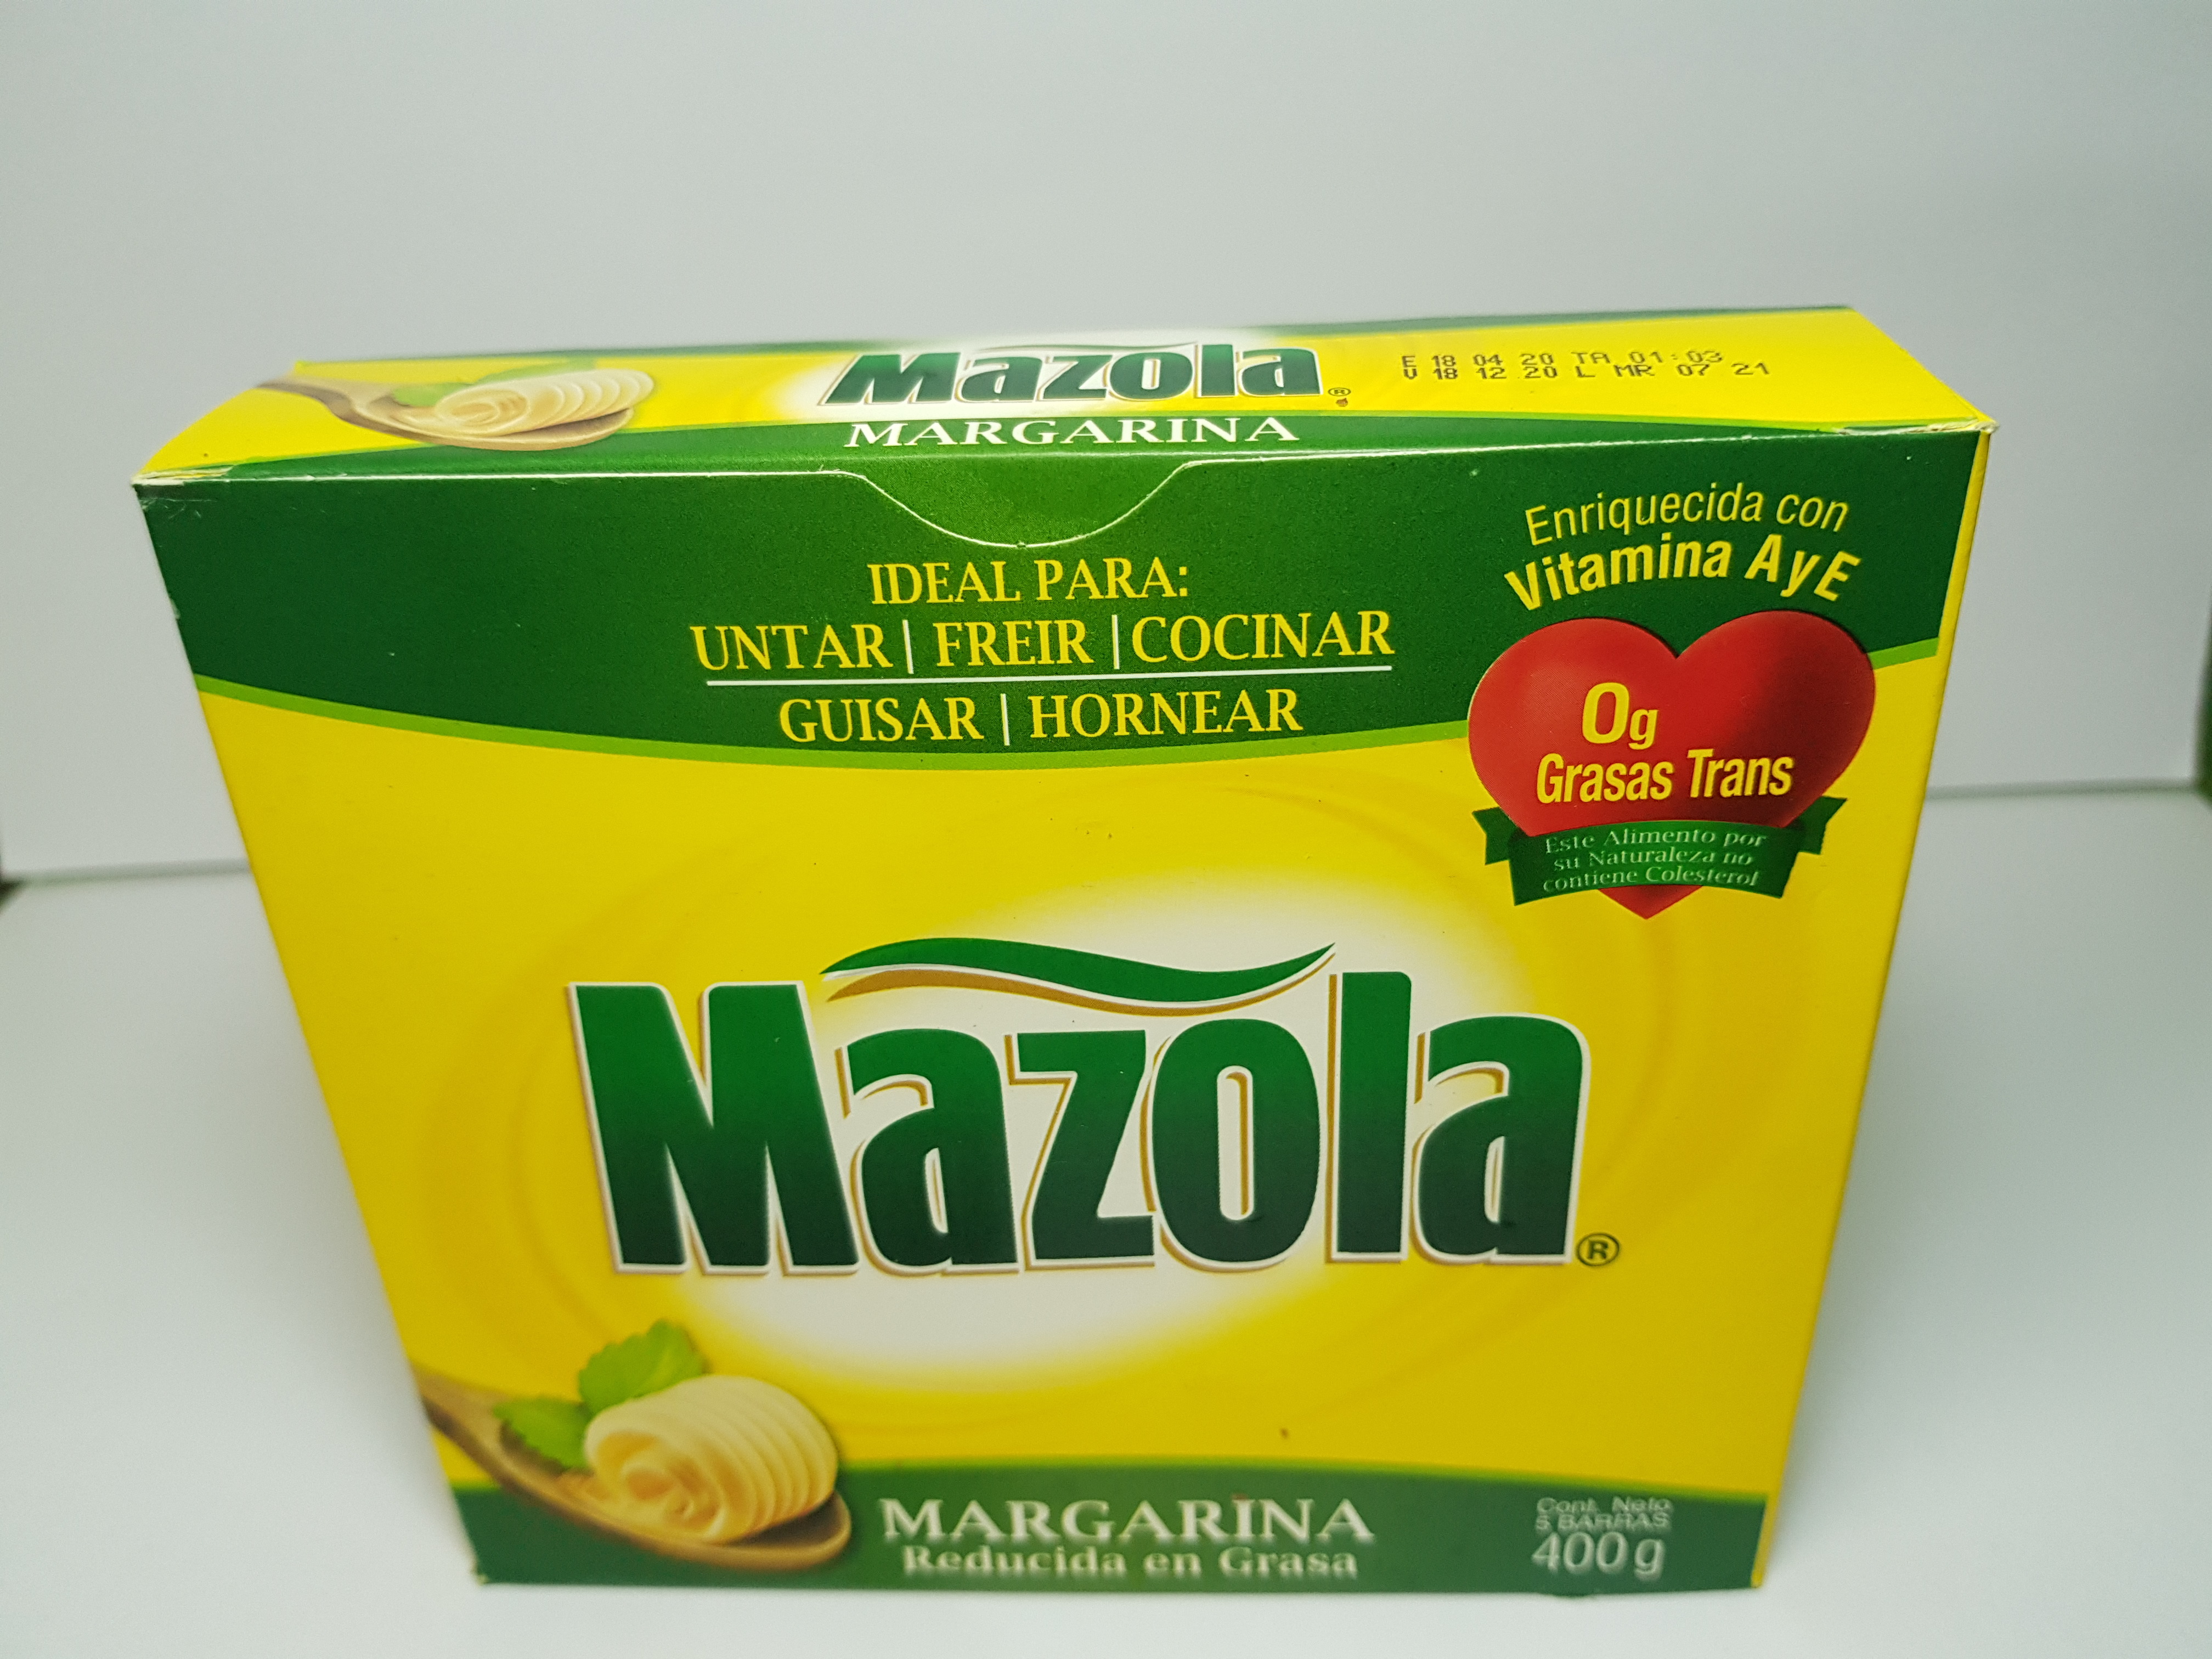 Mazola®
E 18 04 20 TA 01:03
V 18 12 20 L MR 07 21
MARGARINA
IDEAL PARA:
UNTAR | FREIR | COCINAR
GUISAR | HORNEAR
Enriquecida con
Vitamina A y E
0g
Grasas Trans
Este Alimento por
su Naturaleza no
contiene Colesterol
Mazola®
MARGARINA
Reducida en Grasa
Cont. Neto
5 BARRAS
400g